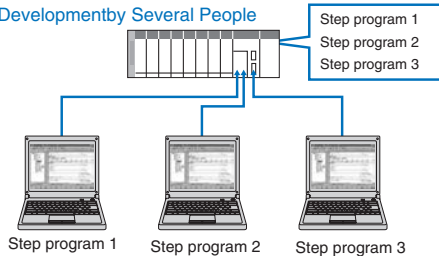 Developmentby Several People
Step program 1
Step program 2
Step program 3
Step program 1
Step program 2
Step program 3